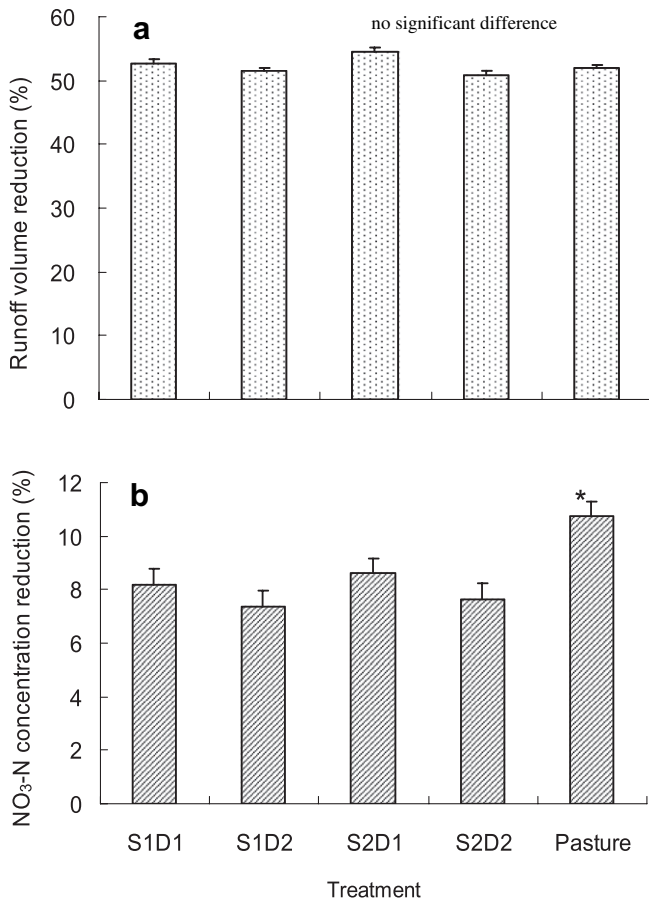 a
no significant difference
Runoff volume reduction (%)
60
50
40
30
20
10
0
b
*
NO3-N concentration reduction (%)
12
10
8
6
4
2
0
S1D1 S1D2 S2D1 S2D2 Pasture
Treatment